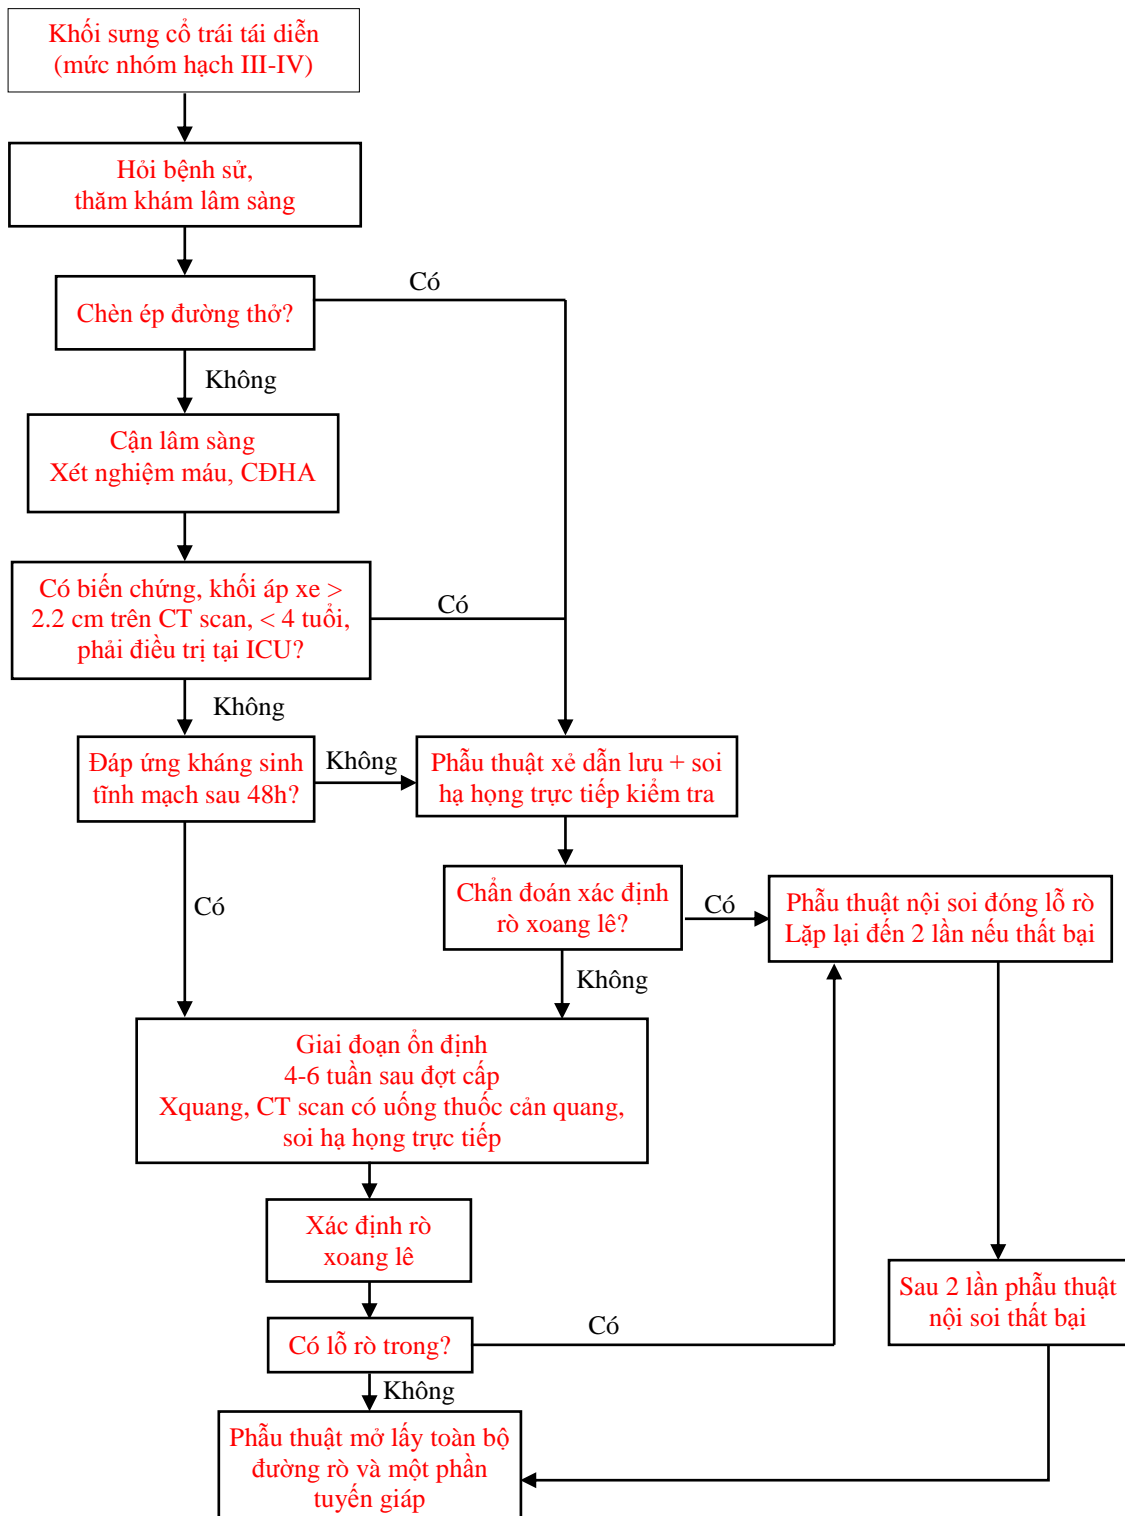 Khối sưng cổ trái tái diễn
(mức nhóm hạch III-IV)
Hỏi bệnh sử,
thăm khám lâm sàng
Có
Chèn ép đường thở?
Không
Cận lâm sàng
Xét nghiệm máu, CĐHA
Có biến chứng, khối áp xe >
2.2 cm trên CT scan, < 4 tuổi,
phải điều trị tại ICU?
Có
Không
Đáp ứng kháng sinh
tĩnh mạch sau 48h?
Không
Phẫu thuật xẻ dẫn lưu + soi
hạ họng trực tiếp kiểm tra
Có
Chẩn đoán xác định
rò xoang lê?
Có
Phẫu thuật nội soi đóng lỗ rò
Lặp lại đến 2 lần nếu thất bại
Không
Giai đoạn ổn định
4-6 tuần sau đợt cấp
Xquang, CT scan có uống thuốc cản quang,
soi hạ họng trực tiếp
Xác định rò
xoang lê
Sau 2 lần phẫu thuật
nội soi thất bại
Có lỗ rò trong?
Có
Không
Phẫu thuật mở lấy toàn bộ
đường rò và một phần
tuyến giáp